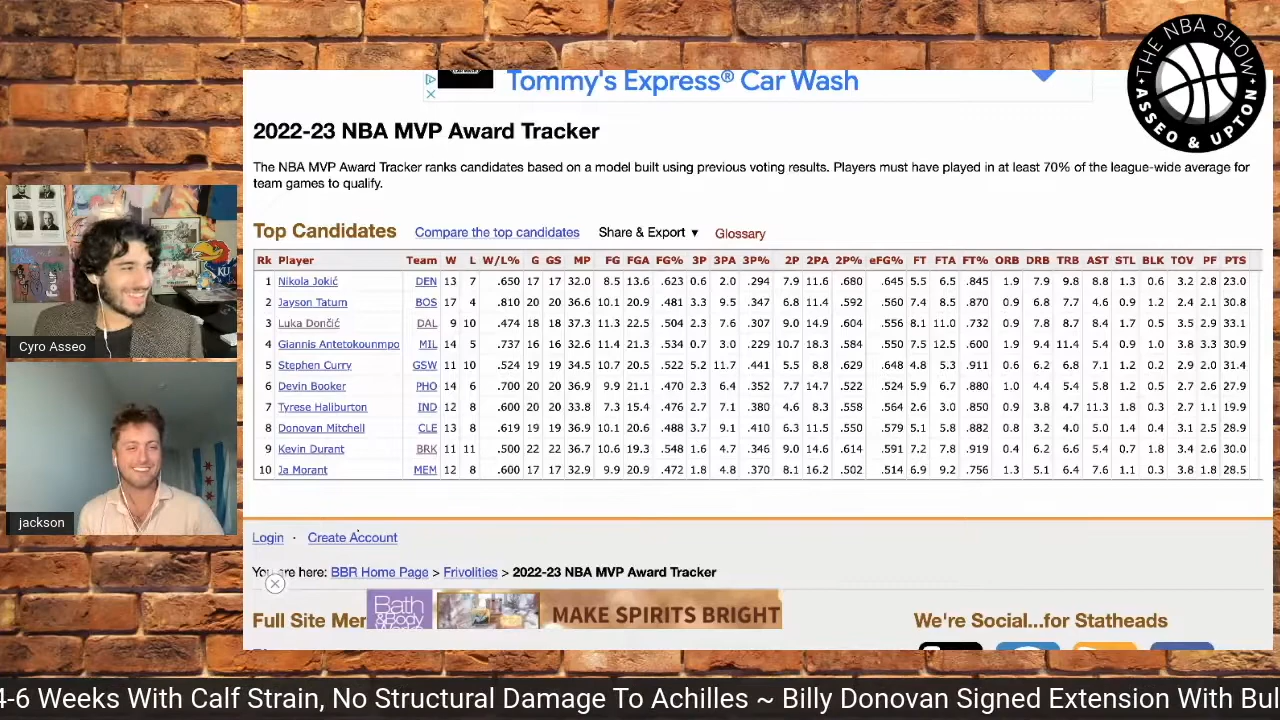 THE NBA SHOW
ASSEO & UPTON
Tommy's Express® Car Wash
2022-23 NBA MVP Award Tracker
The NBA MVP Award Tracker ranks candidates based on a model built using previous voting results. Players must have played in at least 70% of the league-wide average for
team games to qualify.
Top Candidates Compare the top candidates Share & Export ▼ Glossary
Rk Player Team W L W/L% G GS MP FG FGA FG% 3P 3PA 3P% 2P 2PA 2P% eFG% FT FTA FT% ORB DRB TRB AST STL BLK TOV PF PTS
1 Nikola Jokić DEN 13 7 .650 17 17 32.0 8.5 13.6 .623 0.6 2.0 .294 7.9 11.6 .680 .645 5.5 6.5 .845 1.9 7.9 9.8 8.8 1.3 0.6 3.2 2.8 23.0
2 Jayson Tatum BOS 17 4 .810 20 20 36.6 10.1 20.9 .481 3.3 9.5 .347 6.8 11.4 .592 .560 7.4 8.5 .870 0.9 6.8 7.7 4.6 0.9 1.2 2.4 2.1 30.8
3 Luka Dončić DAL 9 10 .474 18 18 37.3 11.3 22.5 .504 2.3 7.6 .307 9.0 14.9 .604 .556 8.1 11.0 .732 0.9 7.8 8.7 8.4 1.7 0.5 3.5 2.9 33.1
4 Giannis Antetokounmpo MIL 14 5 .737 16 16 32.6 11.4 21.3 .534 0.7 3.0 .229 10.7 18.3 .584 .550 7.5 12.5 .600 1.9 9.4 11.4 5.4 0.9 1.0 3.8 3.3 30.9
5 Stephen Curry GSW 11 10 .524 19 19 34.5 10.7 20.5 .522 5.2 11.7 .441 5.5 8.8 .629 .648 4.8 5.3 .911 0.6 6.2 6.8 7.1 1.2 0.2 2.9 2.0 31.4
6 Devin Booker PHO 14 6 .700 20 20 36.9 9.9 21.1 .470 2.3 6.4 .352 7.7 14.7 .522 .524 5.9 6.7 .880 1.0 4.4 5.4 5.8 1.2 0.5 2.7 2.6 27.9
7 Tyrese Haliburton IND 12 8 .600 20 20 33.8 7.3 15.4 .476 2.7 7.1 .380 4.6 8.3 .558 .564 2.6 3.0 .850 0.9 3.8 4.7 11.3 1.8 0.3 2.7 1.1 19.9
8 Donovan Mitchell CLE 13 8 .619 19 19 36.9 10.1 20.6 .488 3.7 9.1 .410 6.3 11.5 .550 .579 5.1 5.8 .882 0.8 3.2 4.0 5.0 1.4 0.4 3.1 2.5 28.9
9 Kevin Durant BRK 11 11 .500 22 22 36.7 10.6 19.3 .548 1.6 4.7 .346 9.0 14.6 .614 .591 7.2 7.8 .919 0.4 6.2 6.6 5.4 0.7 1.8 3.4 2.6 30.0
10 Ja Morant MEM 12 8 .600 17 17 32.9 9.9 20.9 .472 1.8 4.8 .370 8.1 16.2 .502 .514 6.9 9.2 .756 1.3 5.1 6.4 7.6 1.1 0.3 3.8 1.8 28.5
KU
Cyro Asseo
jackson
Login · Create Account
You are here: BBR Home Page > Frivolities > 2022-23 NBA MVP Award Tracker
Full Site Men
Bath
&Body
MAKE SPIRITS BRIGHT
We're Social...for Statheads
4-6 Weeks With Calf Strain, No Structural Damage To Achilles ~ Billy Donovan Signed Extension With Bul